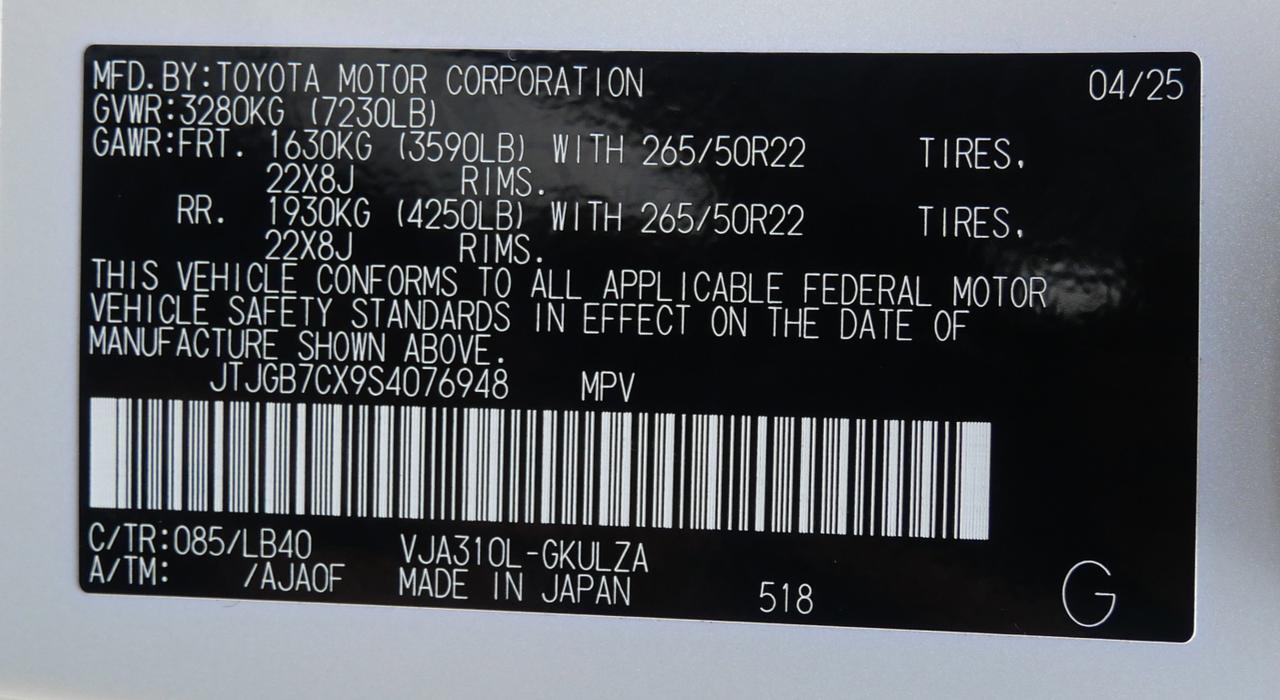 MFD.BY:TOYOTA MOTOR CORPORATION 04/25
GVWR:3280KG (7230LB)
GAWR:FRT. 1630KG (3590LB) WITH 265/50R22 TIRES,
22X8J RIMS.
RR. 1930KG (4250LB) WITH 265/50R22 TIRES,
22X8J RIMS.
THIS VEHICLE CONFORMS TO ALL APPLICABLE FEDERAL MOTOR
VEHICLE SAFETY STANDARDS IN EFFECT ON THE DATE OF
MANUFACTURE SHOWN ABOVE.
JTJGB7CX9S4076948 MPV
C/TR:085/LB40 VJA310L-GKULZA
A/TM: /AJA0F MADE IN JAPAN 518 G